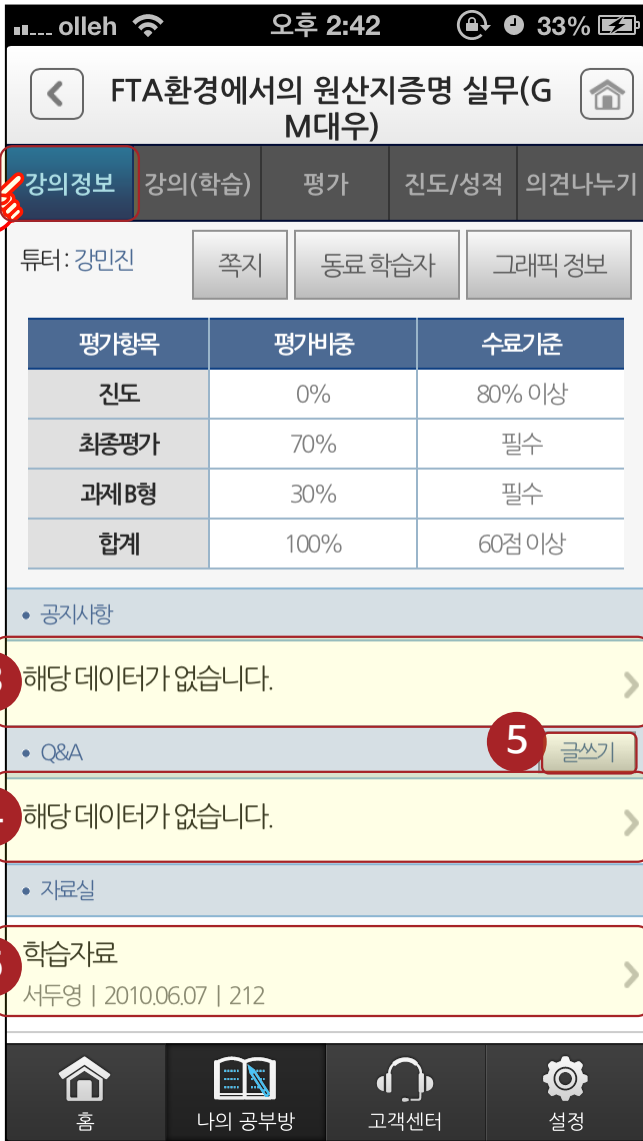 olleh 오후 2:42 33%
FTA환경에서의 원산지증명 실무(G
M대우)
강의정보 강의(학습) 평가 진도/성적 의견나누기
튜터 : 강민진 쪽지 동료 학습자 그래픽 정보
평가항목 평가비중 수료기준
진도 0% 80% 이상
최종평가 70% 필수
과제 B형 30% 필수
합계 100% 60점 이상
• 공지사항
해당 데이터가 없습니다.
• Q&A 5 글쓰기
해당 데이터가 없습니다.
• 자료실
학습자료
서두영 | 2010.06.07 | 212
홈 나의 공부방 고객센터 설정